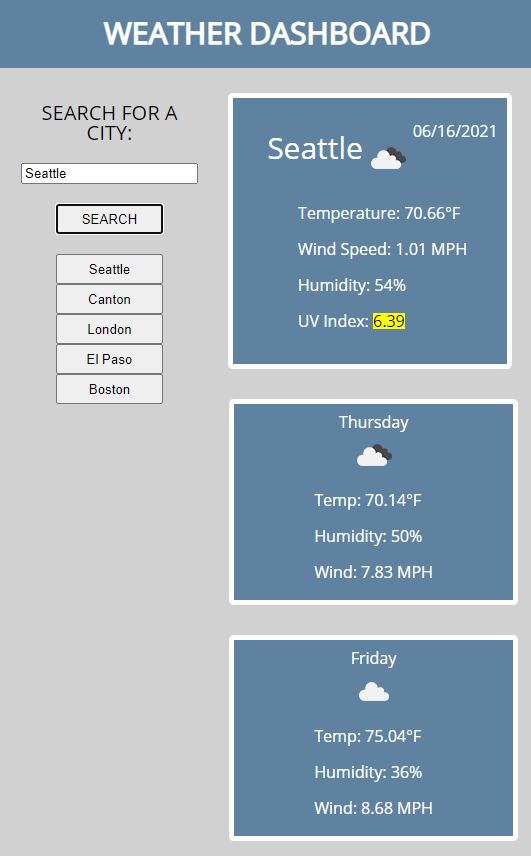 WEATHER DASHBOARD
SEARCH FOR A
CITY:
Seattle
SEARCH
Seattle
Canton
London
El Paso
Boston
06/16/2021
Seattle
Temperature: 70.66°F
Wind Speed: 1.01 MPH
Humidity: 54%
UV Index: 6.39
Thursday
Temp: 70.14°F
Humidity: 50%
Wind: 7.83 MPH
Friday
Temp: 75.04°F
Humidity: 36%
Wind: 8.68 MPH